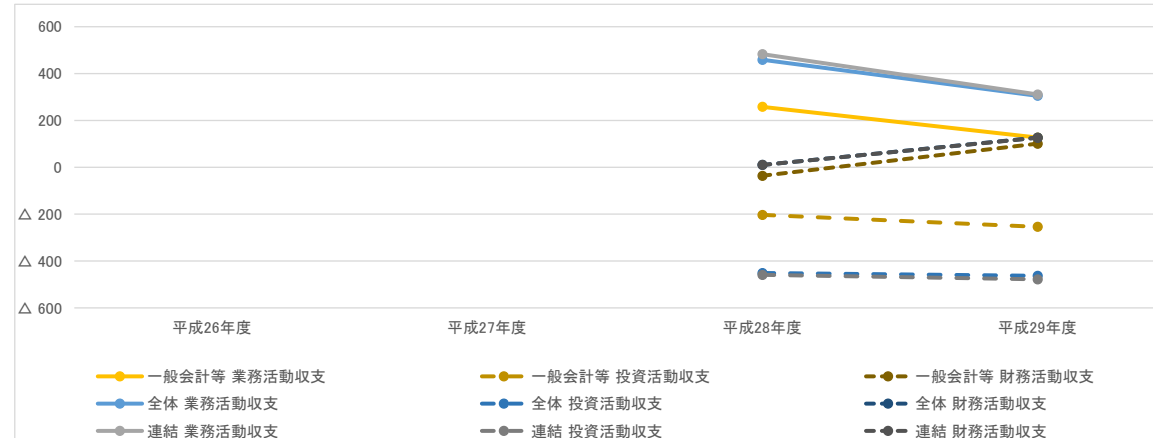 600
400
200
0
△ 200
△ 400
△ 600
平成26年度 平成27年度 平成28年度 平成29年度
一般会計等 業務活動収支 一般会計等 投資活動収支 一般会計等 財務活動収支
全体 業務活動収支 全体 投資活動収支 全体 財務活動収支
連結 業務活動収支 連結 投資活動収支 連結 財務活動収支